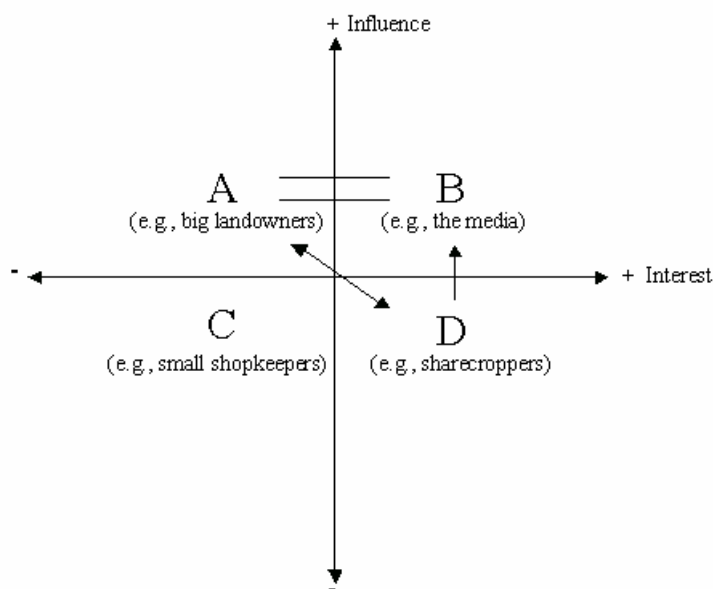 + Influence
A
B
(e.g., big landowners)
(e.g., the media)
-
+ Interest
C
D
(e.g., small shopkeepers)
(e.g., sharecroppers)
-